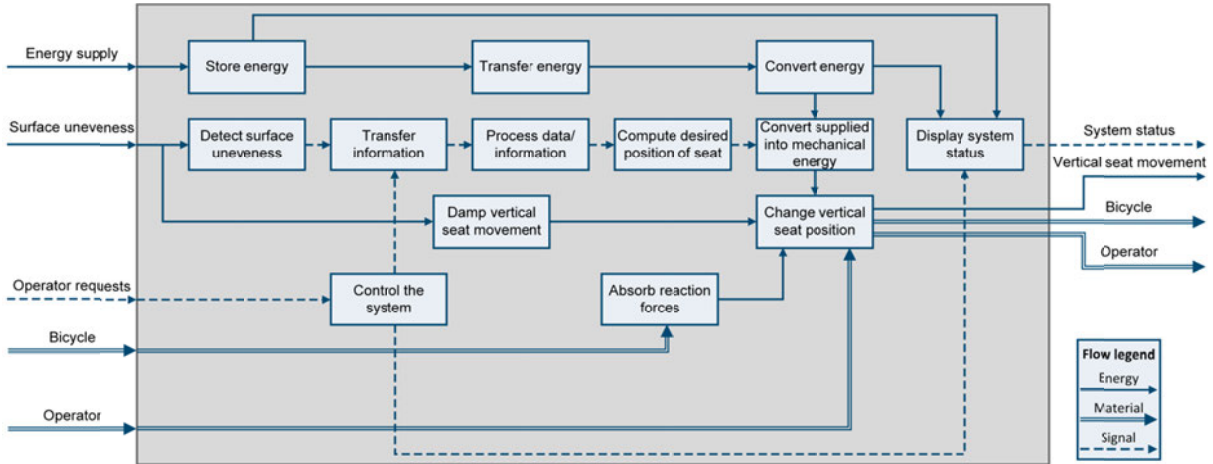 Energy supply
Store energy
Transfer energy
Convert energy
Surface uneveness
Detect surface
uneveness
Transfer
information
Process data/
information
Compute desired
position of seat
Convert supplied
into mechanical
energy
Display system
status
System status
Vertical seat movement
Damp vertical
seat movement
Change vertical
seat position
Bicycle
Operator
Operator requests
Control the
system
Absorb reaction
forces
Bicycle
Operator
Flow legend
Energy
Material
Signal